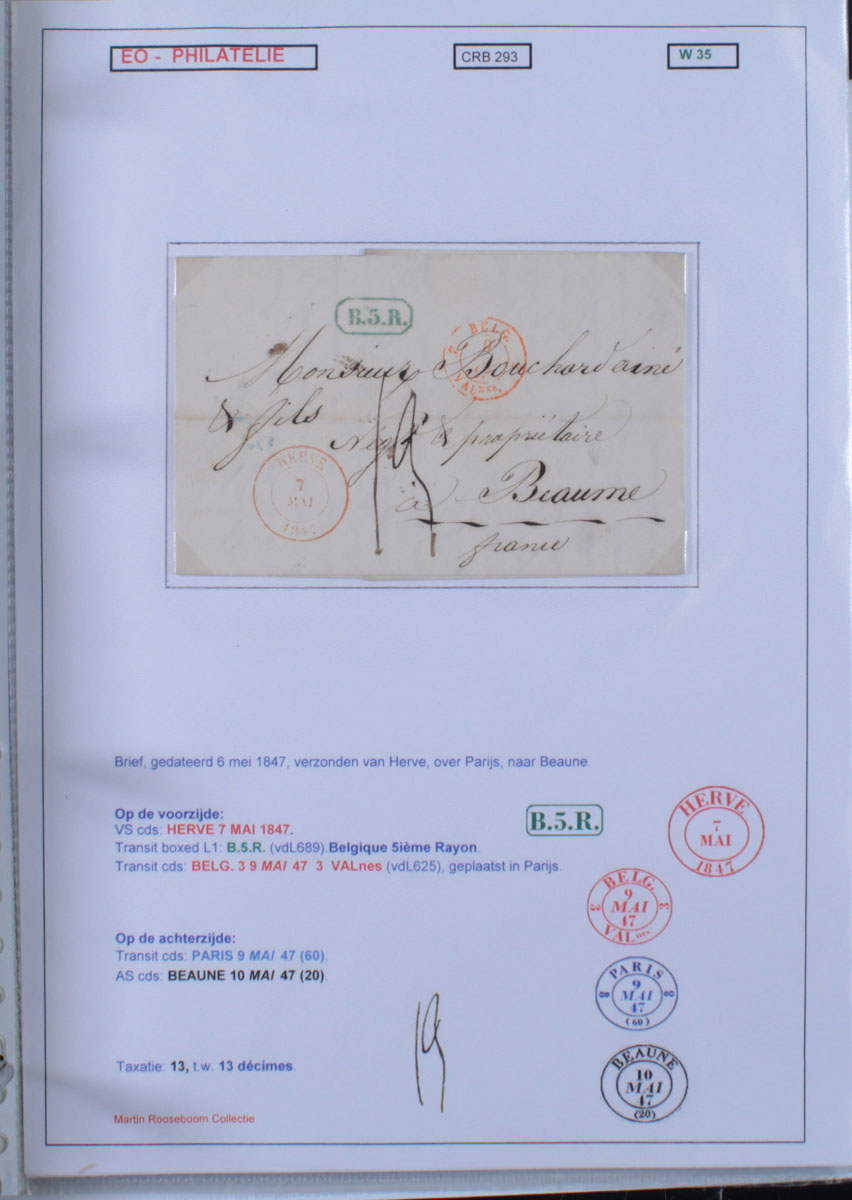 EO - PHILATELIE
CRB 293
W 35
B.5.R.
3 BELG. VALnes.
Monsieur Bouchard ainé
& fils
Négt & propriétaire
à Beaume
france
HERVE
7
MAI
1847
Brief, gedateerd 6 mei 1847, verzonden van Herve, over Parijs, naar Beaune.
Op de voorzijde:
VS cds: HERVE 7 MAI 1847.
Transit boxed L1: B.5.R. (vdL689).Belgique 5ième Rayon.
Transit cds: BELG. 3 9 MAI 47 3 VALnes (vdL625), geplaatst in Parijs.
B.5.R.
HERVE
7
MAI
1847
BELG.
9
3 MAI 3
47
VALnes
Op de achterzijde:
Transit cds: PARIS 9 MAI 47 (60).
AS cds: BEAUNE 10 MAI 47 (20).
PARIS
9
8 MAI 8
47
(60)
BEAUNE
10
MAI
47
(20)
Taxatie: 13, t.w. 13 décimes.
Martin Rooseboom Collectie